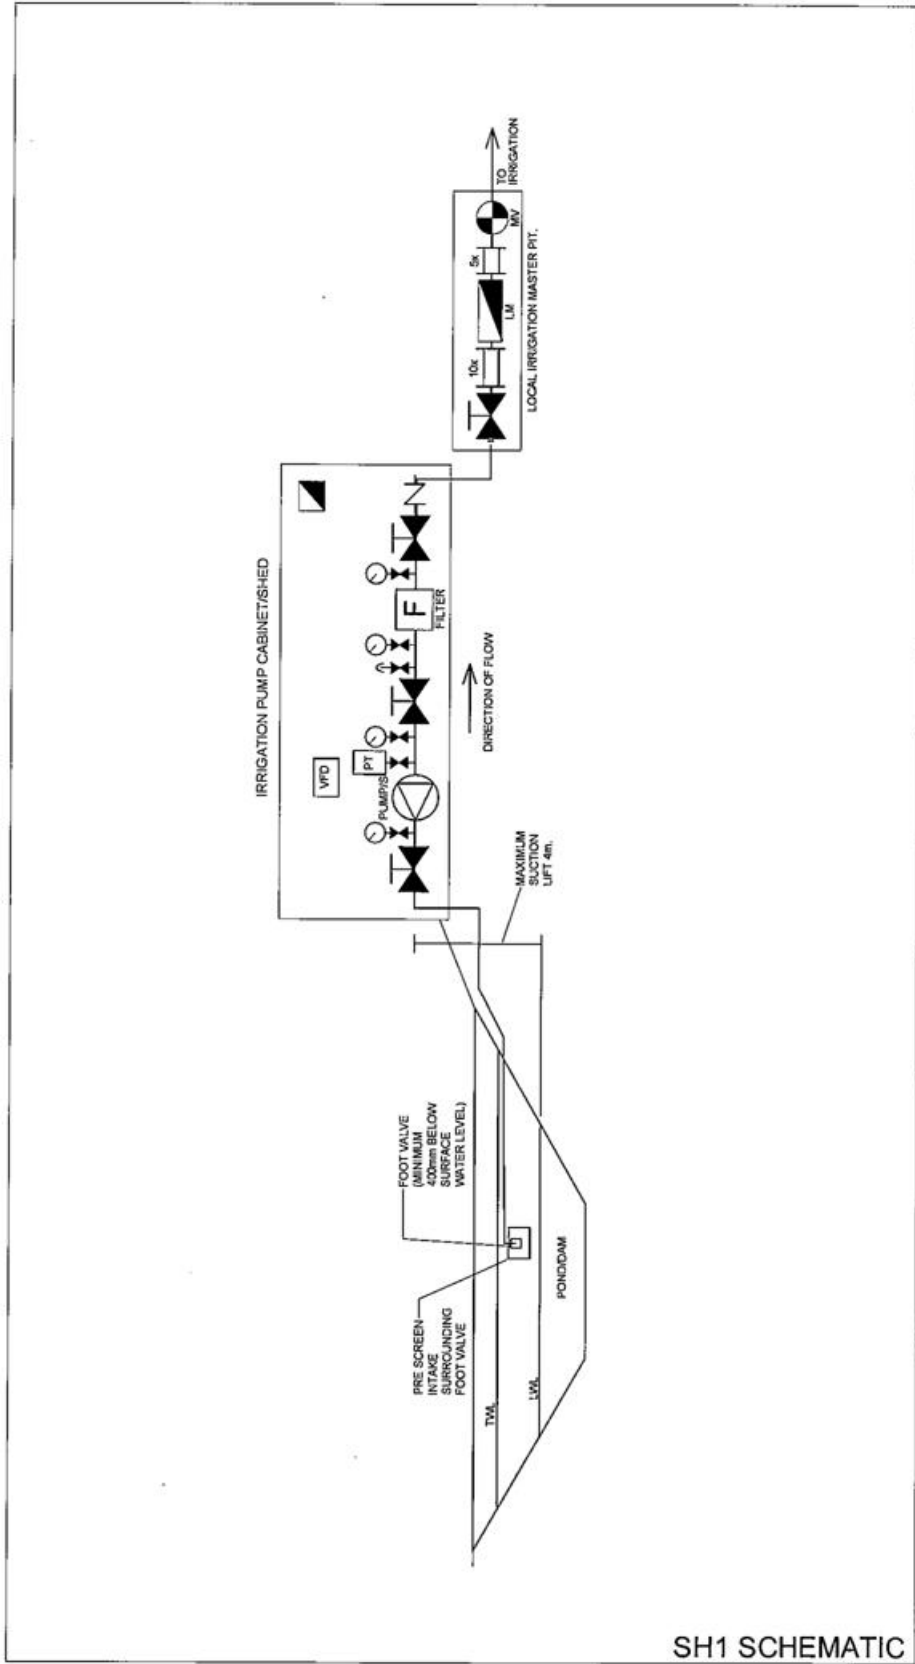 IRRIGATION PUMP CABINET/SHED
VFD
PT
PUMP/S
F
FILTER
DIRECTION OF FLOW
TO
IRRIGATION
10x
LM
5x
MV
LOCAL IRRIGATION MASTER PIT.
MAXIMUM
SUCTION
LIFT 4m.
FOOT VALVE
(MINIMUM
400mm BELOW
SURFACE
WATER LEVEL)
PRE SCREEN
INTAKE
SURROUNDING
FOOT VALVE
TWL
LWL
POND/DAM
SH1 SCHEMATIC